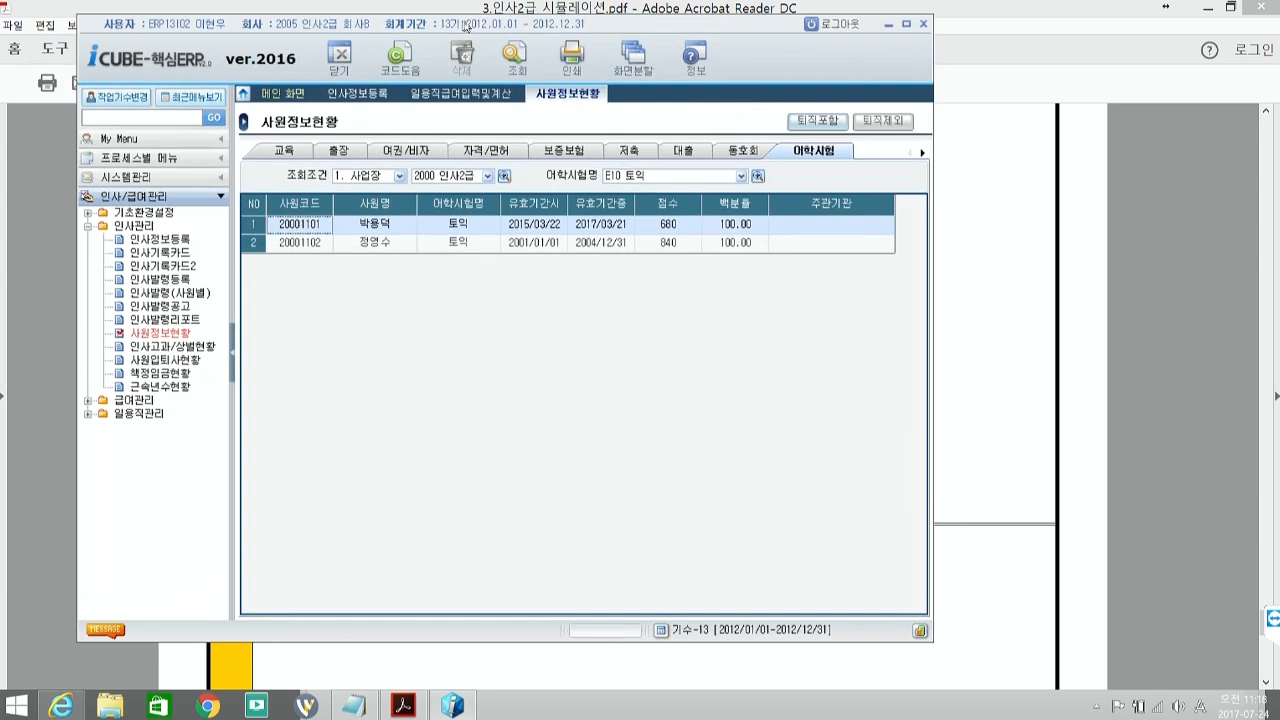 3.인사2급 시뮬레이션.pdf - Adobe Acrobat Reader DC
파일 편집 보
홈 도구
로그인
사용자 : ERP13102 이현우 회사 : 2005 인사2급 회사B 회계기간 : 13기 2012.01.01 ~ 2012.12.31
로그아웃
iCUBE-핵심ERP2.0 ver.2016
닫기 코드도움 삭제 조회 인쇄 화면분할 정보
작업기수변경 최근메뉴보기
메인 화면 인사정보등록 일용직급여입력및계산 사원정보현황
GO
사원정보현황
퇴직포함 퇴직제외
My Menu
프로세스별 메뉴
시스템관리
인사/급여관리
기초환경설정
인사관리
인사정보등록
인사기록카드
인사기록카드2
인사발령등록
인사발령(사원별)
인사발령공고
인사발령리포트
사원정보현황
인사고과/상벌현황
사원입퇴사현황
책정임금현황
근속년수현황
급여관리
일용직관리
교육 출장 여권/비자 자격/면허 보증보험 저축 대출 동호회 어학시험
조회조건 1. 사업장 2000 인사2급 어학시험명 E10 토익
NO 사원코드 사원명 어학시험명 유효기간시 유효기간종 점수 백분율 주관기관
1 20001101 박용덕 토익 2015/03/22 2017/03/21 680 100.00
2 20001102 정영수 토익 2001/01/01 2004/12/31 840 100.00
MESSAGE
기수-13 [2012/01/01-2012/12/31]
A
오전 11:18
2017-07-24